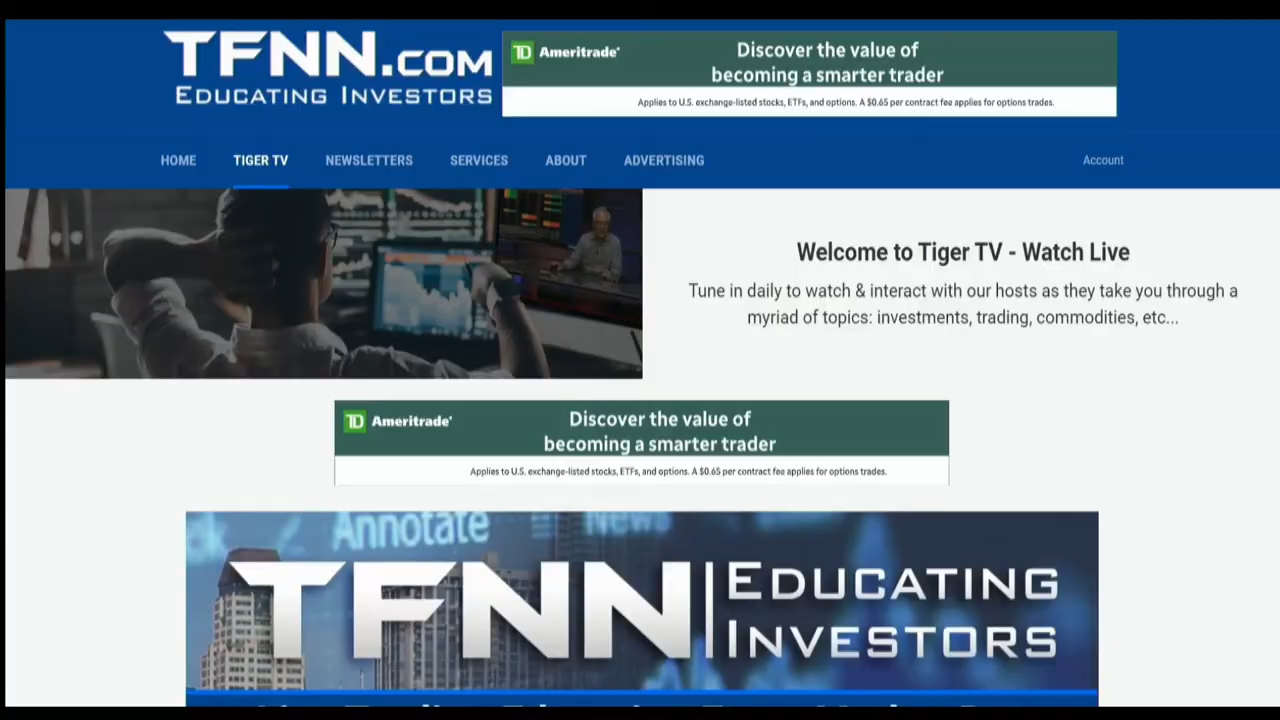 TFNN.COM
EDUCATING INVESTORS
TD Ameritrade
Discover the value of
becoming a smarter trader
Applies to U.S. exchange-listed stocks, ETFs, and options. A $0.65 per contract fee applies for options trades.
HOME TIGER TV NEWSLETTERS SERVICES ABOUT ADVERTISING Account
Welcome to Tiger TV - Watch Live
Tune in daily to watch & interact with our hosts as they take you through a
myriad of topics: investments, trading, commodities, etc...
TD Ameritrade
Discover the value of
becoming a smarter trader
Applies to U.S. exchange-listed stocks, ETFs, and options. A $0.65 per contract fee applies for options trades.
Annotate News
TFNN EDUCATING
INVESTORS